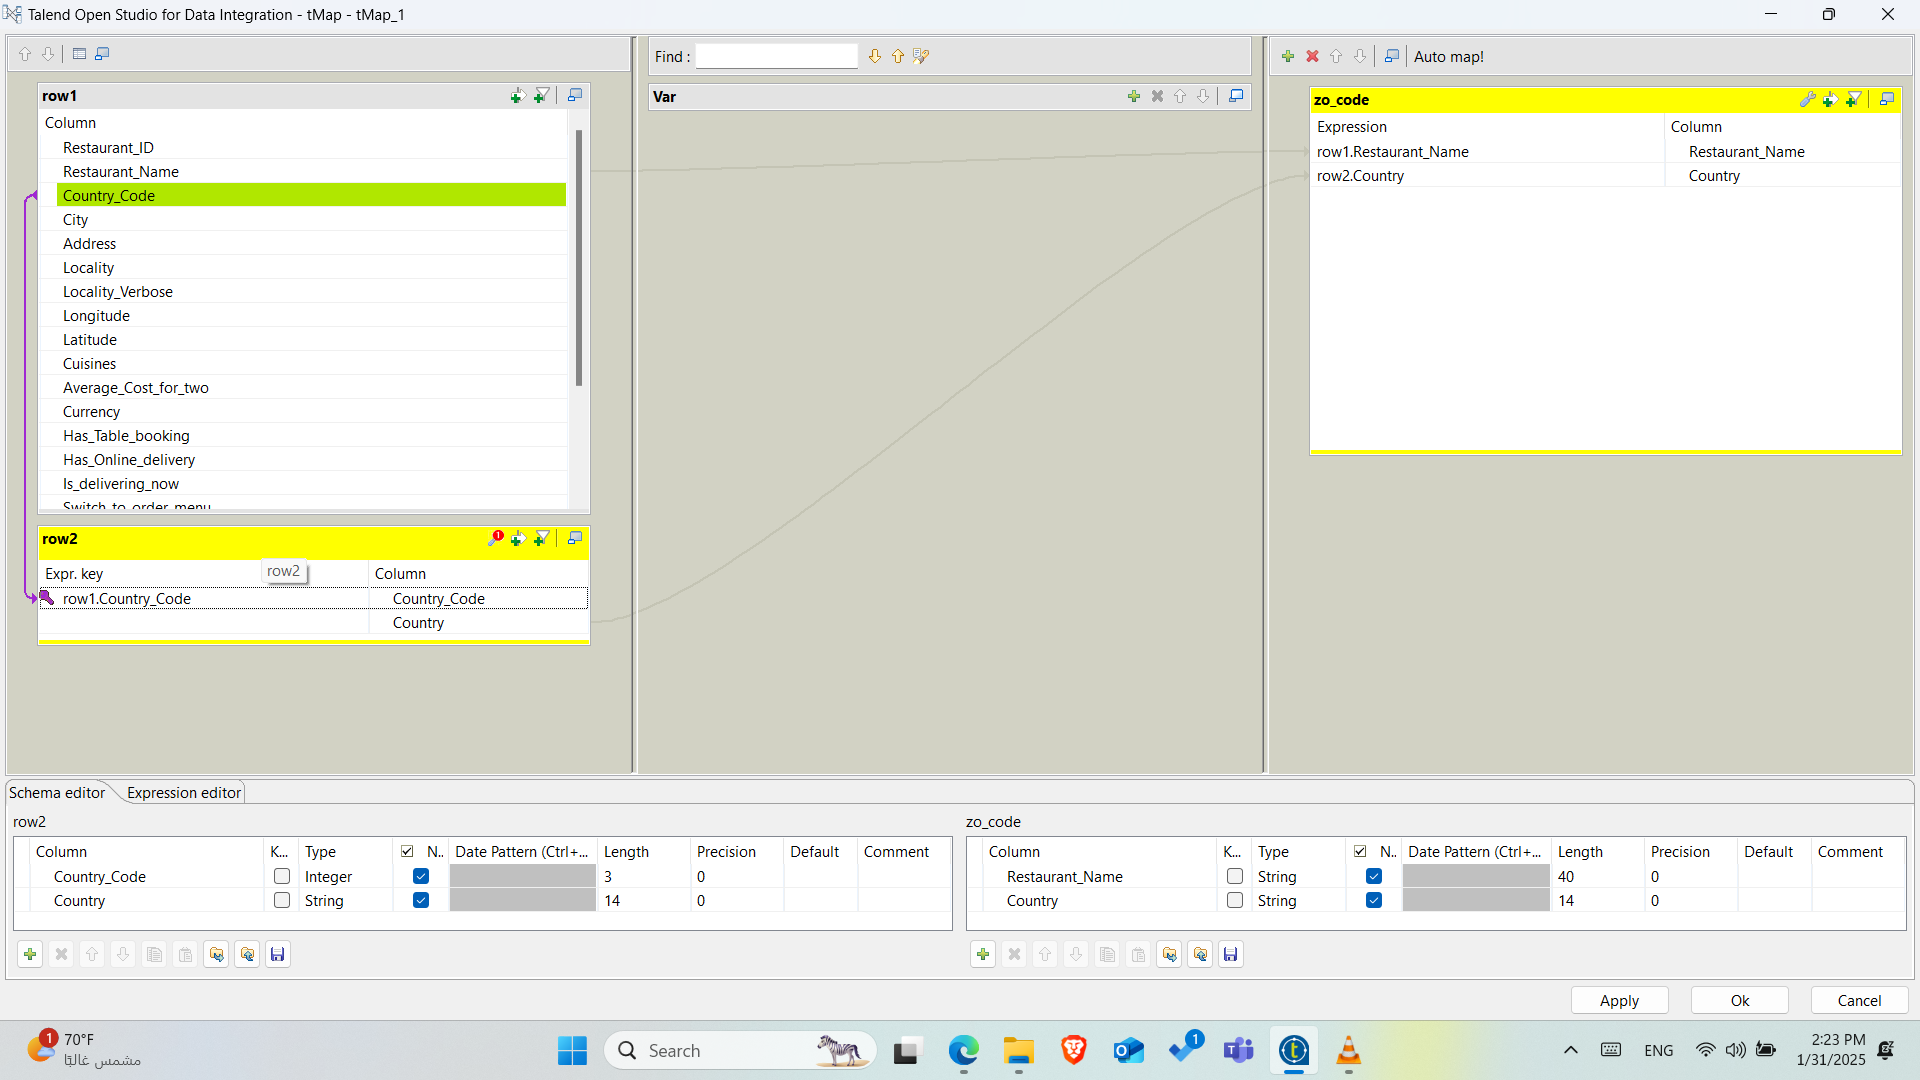 Talend Open Studio for Data Integration - tMap - tMap_1
Find :
Auto map!
row1
Column
Restaurant_ID
Restaurant_Name
Country_Code
City
Address
Locality
Locality_Verbose
Longitude
Latitude
Cuisines
Average_Cost_for_two
Currency
Has_Table_booking
Has_Online_delivery
Is_delivering_now
Switch_to_order_menu
row2
1
Expr. key
Column
row2
row1.Country_Code
Country_Code
Country
Var
zo_code
Expression
Column
row1.Restaurant_Name
Restaurant_Name
row2.Country
Country
Schema editor
Expression editor
row2
Column K... Type N.. Date Pattern (Ctrl+... Length Precision Default Comment
Country_Code Integer 3 0
Country String 14 0
zo_code
Column K... Type N.. Date Pattern (Ctrl+... Length Precision Default Comment
Restaurant_Name String 40 0
Country String 14 0
Apply
Ok
Cancel
1
70°F
مشمس غالبًا
Search
1
ENG
2:23 PM
1/31/2025